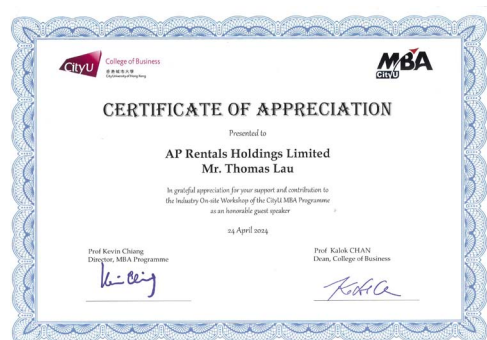 CityU
College of Business
香港城市大學
City University of Hong Kong
MBA
CityU
CERTIFICATE OF APPRECIATION
Presented to
AP Rentals Holdings Limited
Mr. Thomas Lau
In grateful appreciation for your support and contribution to
the Industry On-site Workshop of the CityU MBA Programme
as an honorable guest speaker
24 April 2024
Prof Kevin Chiang
Director, MBA Programme
Prof Kalok CHAN
Dean, College of Business